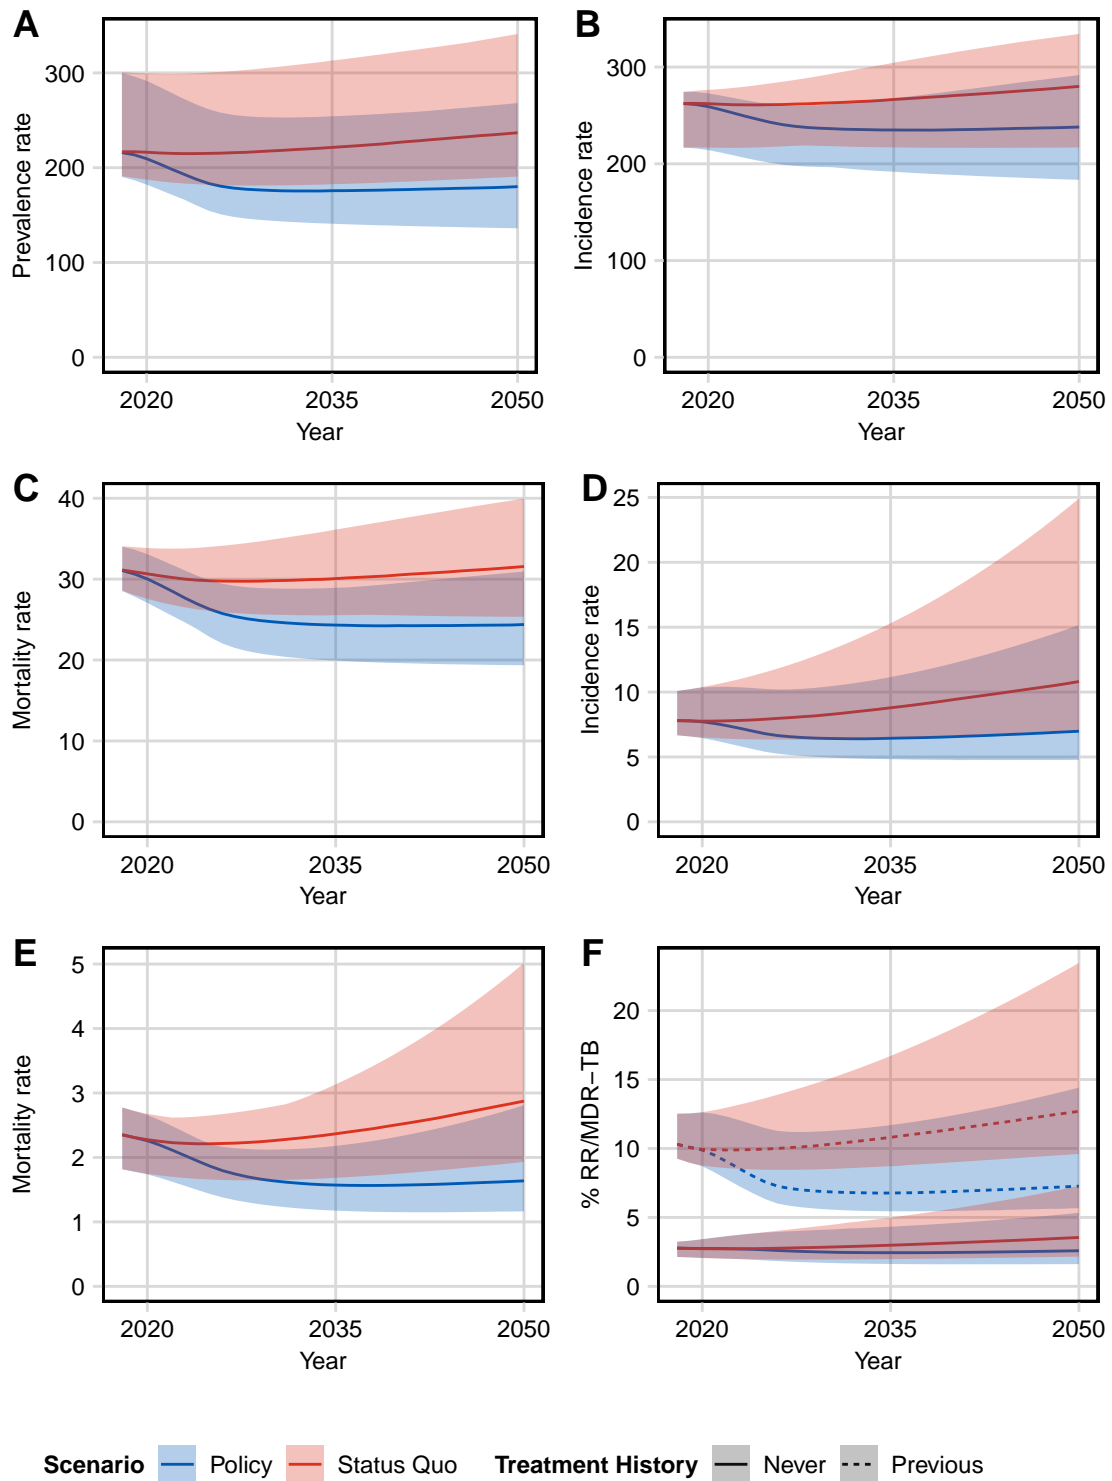 A
Prevalence rate
300
200
100
0
2020
2035
2050
Year
B
Incidence rate
300
200
100
0
2020
2035
2050
Year
C
Mortality rate
40
30
20
10
0
2020
2035
2050
Year
D
Incidence rate
25
20
15
10
5
0
2020
2035
2050
Year
E
Mortality rate
5
4
3
2
1
0
2020
2035
2050
Year
F
% RR/MDR−TB
20
15
10
5
0
2020
2035
2050
Year
Scenario Policy Status Quo Treatment History Never Previous